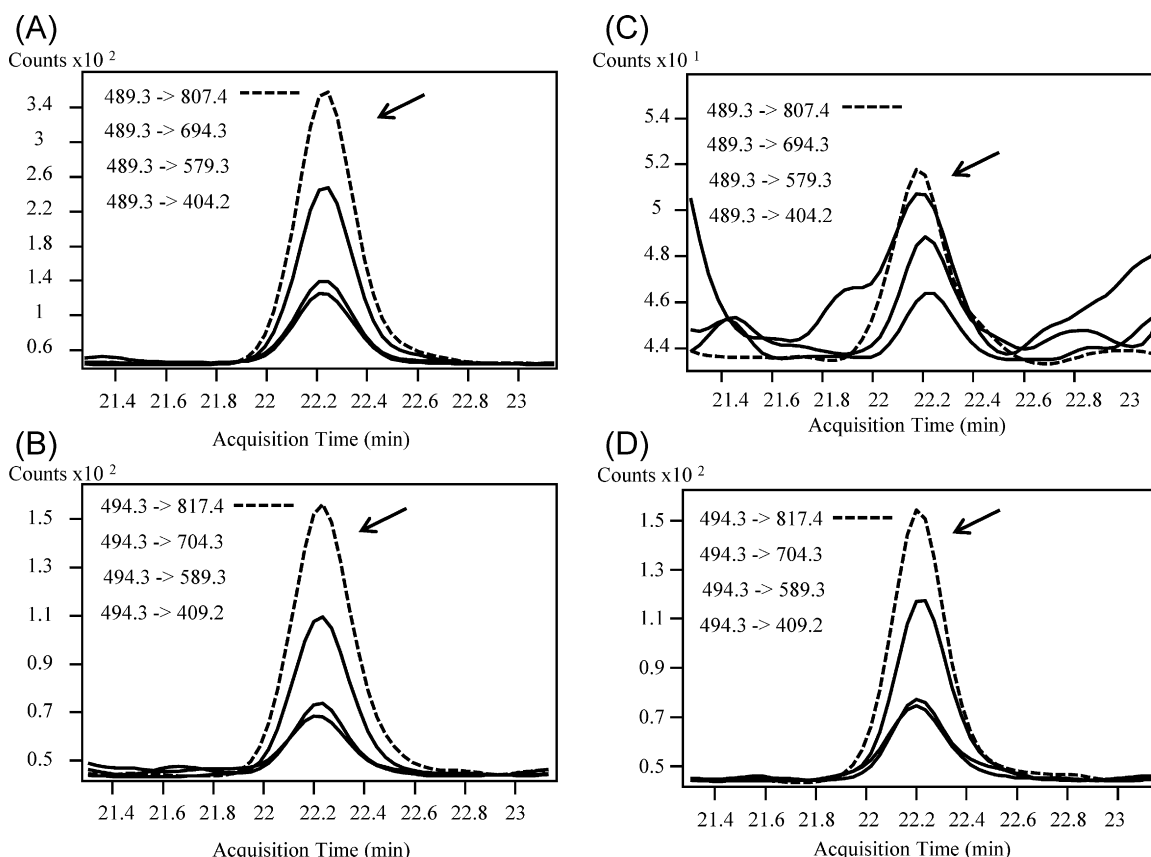 (A)
Counts x10 2
3.4
3
2.6
2.2
1.8
1.4
1
0.6
489.3 -> 807.4
489.3 -> 694.3
489.3 -> 579.3
489.3 -> 404.2
21.4 21.6 21.8 22 22.2 22.4 22.6 22.8 23
Acquisition Time (min)
(C)
Counts x10 1
5.4
5.2
5
4.8
4.6
4.4
489.3 -> 807.4
489.3 -> 694.3
489.3 -> 579.3
489.3 -> 404.2
21.4 21.6 21.8 22 22.2 22.4 22.6 22.8 23
Acquisition Time (min)
(B)
Counts x10 2
1.5
1.3
1.1
0.9
0.7
0.5
494.3 -> 817.4
494.3 -> 704.3
494.3 -> 589.3
494.3 -> 409.2
21.4 21.6 21.8 22 22.2 22.4 22.6 22.8 23
Acquisition Time (min)
(D)
Counts x10 2
1.5
1.3
1.1
0.9
0.7
0.5
494.3 -> 817.4
494.3 -> 704.3
494.3 -> 589.3
494.3 -> 409.2
21.4 21.6 21.8 22 22.2 22.4 22.6 22.8 23
Acquisition Time (min)